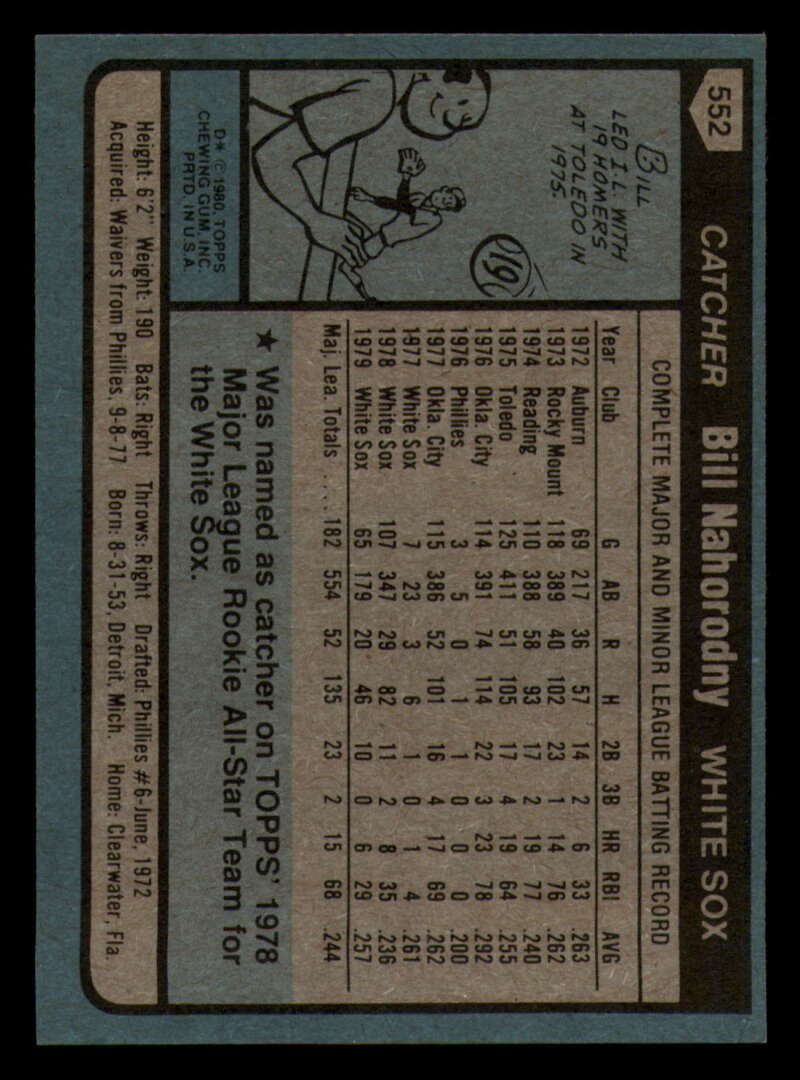 552
CATCHER Bill Nahorodny WHITE SOX
BILL
LED I.L. WITH
19 HOMERS
AT TOLEDO IN
1975.
19
D* © 1980 TOPPS
CHEWING GUM, INC.
PRTD. IN U.S.A.
COMPLETE MAJOR AND MINOR LEAGUE BATTING RECORD
Year Club G AB R H 2B 3B HR RBI AVG
1972 Auburn 69 217 36 57 14 2 6 33 .263
1973 Rocky Mount 118 389 40 102 23 1 14 76 .262
1974 Reading 110 388 58 93 17 2 19 77 .240
1975 Toledo 125 411 51 105 17 4 19 64 .255
1976 Okla. City 114 391 74 114 22 3 23 78 .292
1976 Phillies 3 5 0 1 1 0 0 0 .200
1977 Okla. City 115 386 52 101 16 4 17 69 .262
1977 White Sox 7 23 3 6 1 0 1 4 .261
1978 White Sox 107 347 29 82 11 2 8 35 .236
1979 White Sox 65 179 20 46 10 0 6 29 .257
Maj. Lea. Totals .... 182 554 52 135 23 2 15 68 .244
★ Was named as catcher on TOPPS' 1978
Major League Rookie All-Star Team for
the White Sox.
Height: 6'2" Weight: 190 Bats: Right Throws: Right Drafted: Phillies #6-June, 1972
Acquired: Waivers from Phillies, 9-8-77 Born: 8-31-53, Detroit, Mich. Home: Clearwater, Fla.